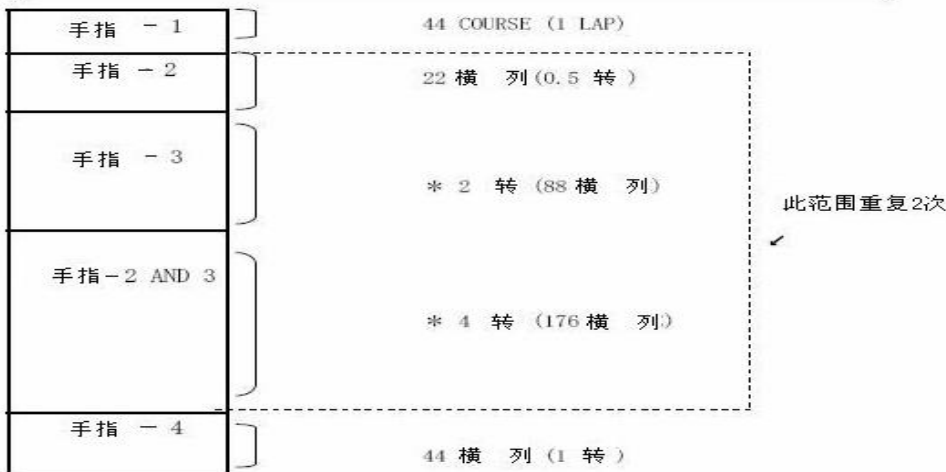 手指 - 1
44 COURSE (1 LAP)
手指 - 2
22 横 列(0.5 转 )
手指 - 3
* 2 转 (88 横 列)
此范围重复2次
手指-2 AND 3
* 4 转 (176 横 列)
手指 - 4
44 横 列 (1 转 )